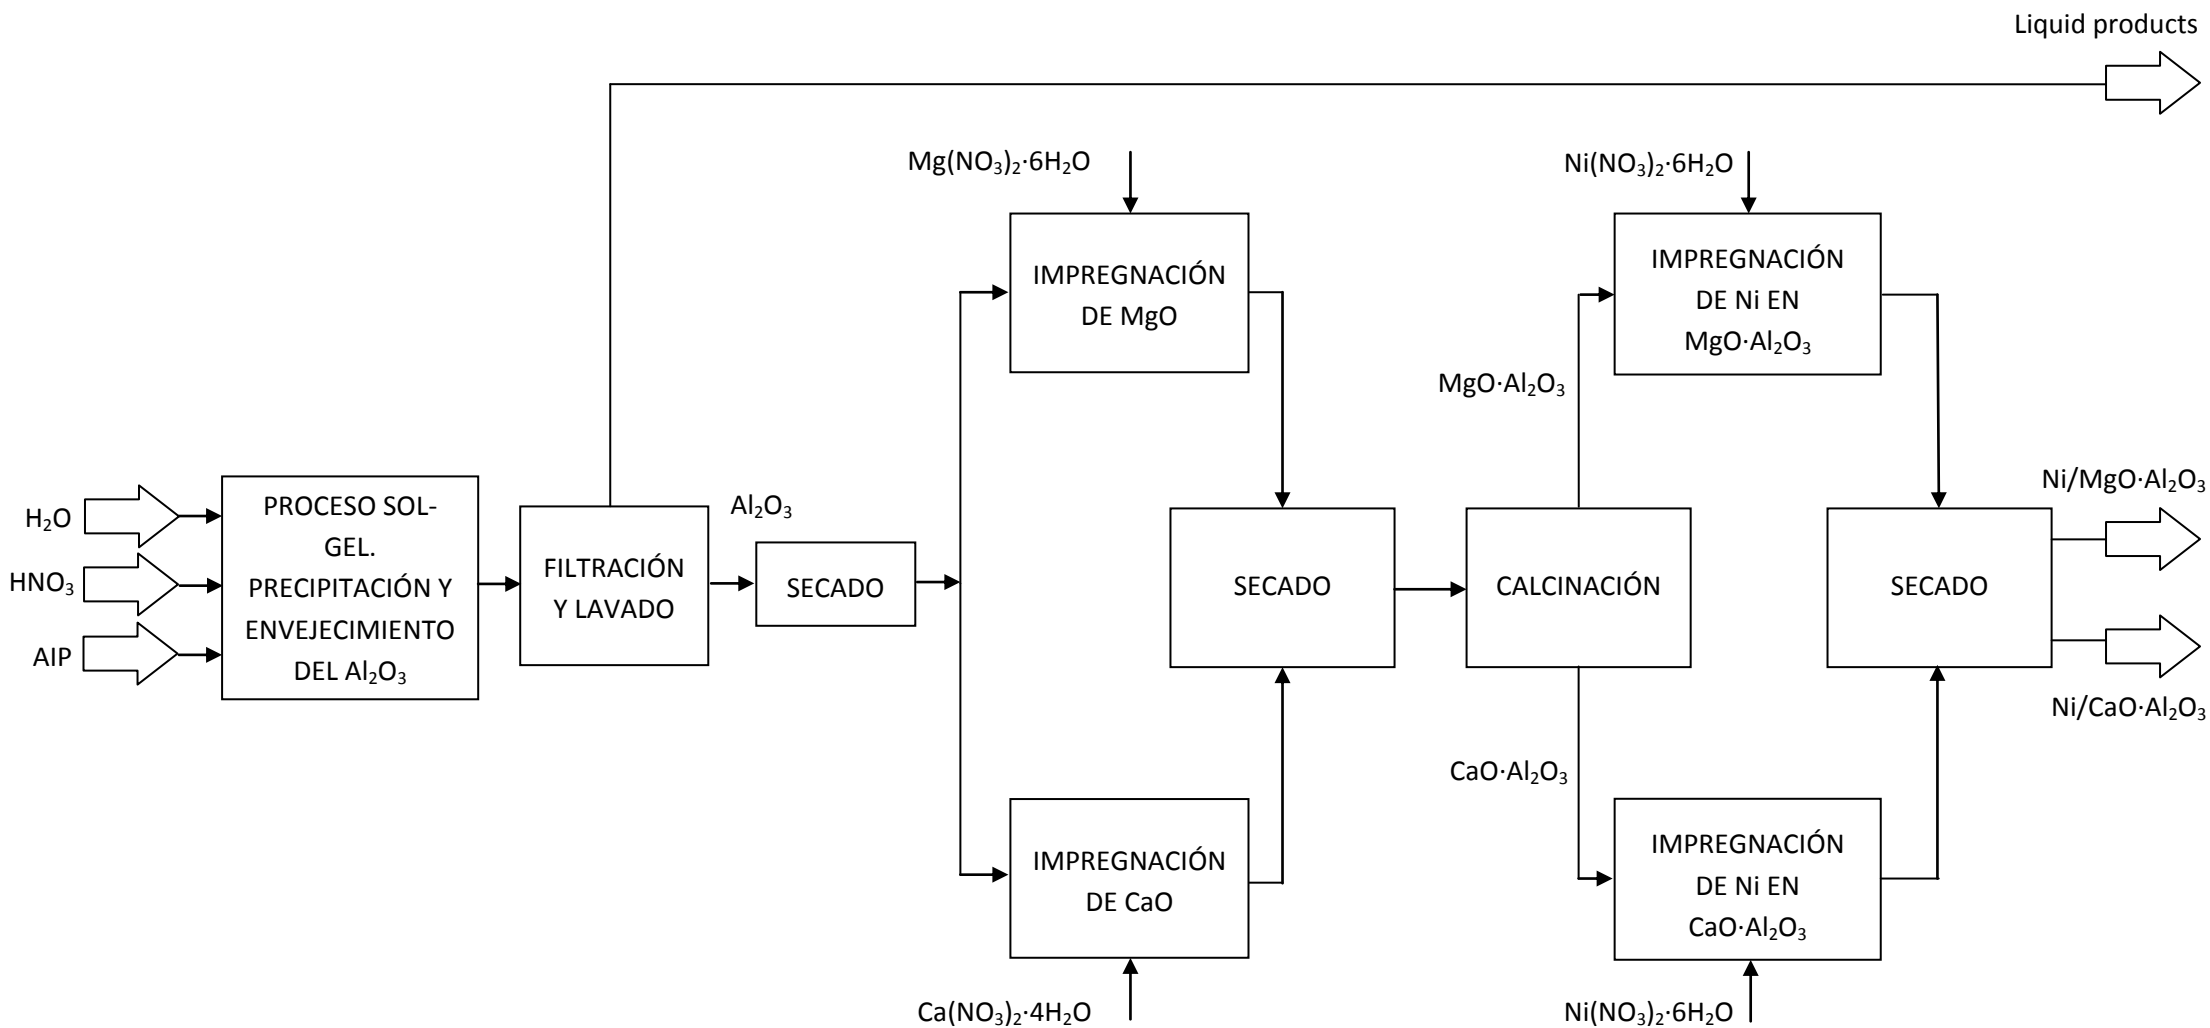 Liquid products
Mg(NO₃)₂·6H₂O
Ni(NO₃)₂·6H₂O
IMPREGNACIÓN
DE MgO
IMPREGNACIÓN
DE Ni EN
MgO·Al₂O₃
MgO·Al₂O₃
H₂O
HNO₃
AIP
PROCESO SOL-
GEL.
PRECIPITACIÓN Y
ENVEJECIMIENTO
DEL Al₂O₃
FILTRACIÓN
Y LAVADO
Al₂O₃
SECADO
SECADO
CALCINACIÓN
SECADO
Ni/MgO·Al₂O₃
Ni/CaO·Al₂O₃
CaO·Al₂O₃
IMPREGNACIÓN
DE CaO
IMPREGNACIÓN
DE Ni EN
CaO·Al₂O₃
Ca(NO₃)₂·4H₂O
Ni(NO₃)₂·6H₂O